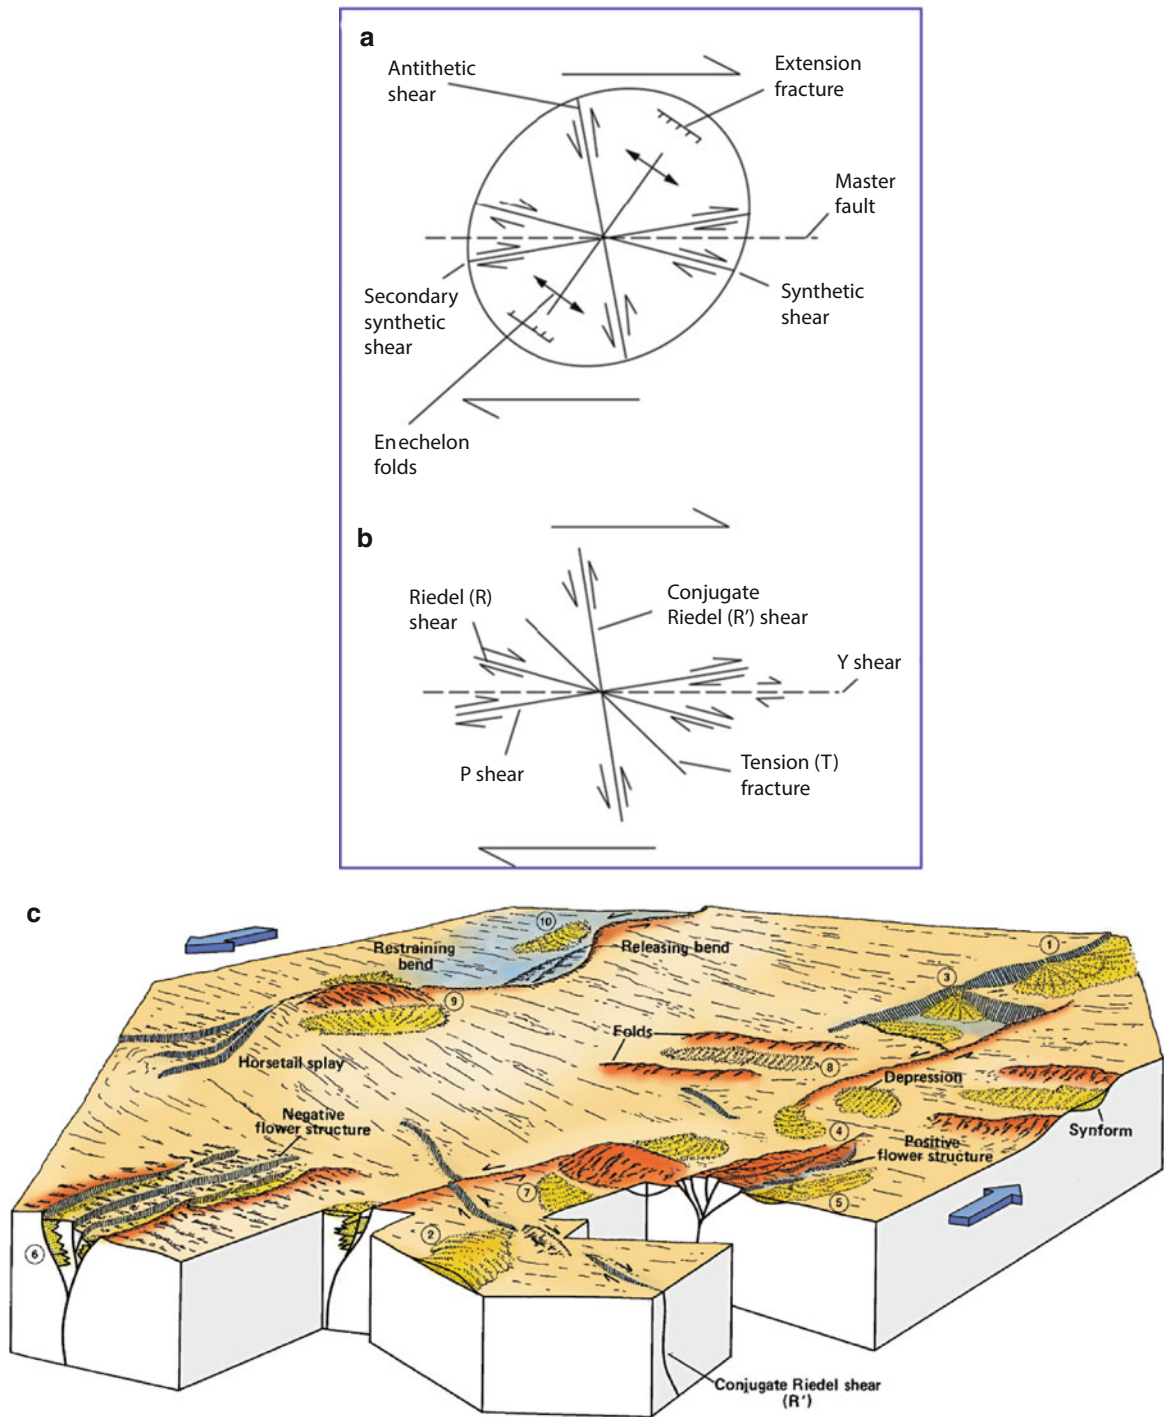 a
Antithetic
shear
Extension
fracture
Master
fault
Secondary
synthetic
shear
Synthetic
shear
En echelon
folds
b
Riedel (R)
shear
Conjugate
Riedel (R') shear
Y shear
P shear
Tension (T)
fracture
c
10
Restraining
bend
Releasing bend
1
3
9
Folds
Horsetail splay
8
Depression
Negative
flower structure
4
Positive
flower structure
Synform
7
5
2
6
Conjugate Riedel shear
(R')